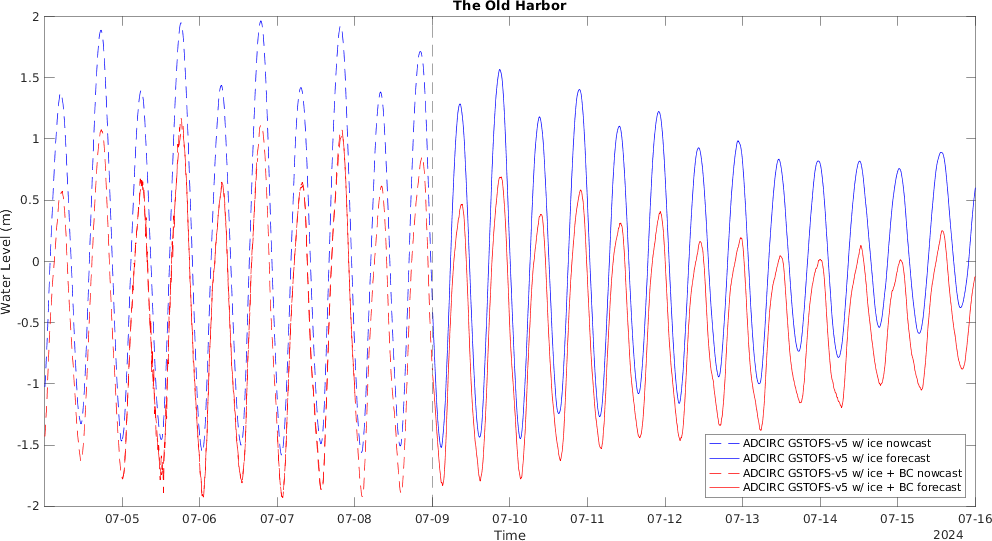 The Old Harbor
2
1.5
1
0.5
0
-0.5
-1
-1.5
-2
Water Level (m)
ADCIRC GSTOFS-v5 w/ ice nowcast
ADCIRC GSTOFS-v5 w/ ice forecast
ADCIRC GSTOFS-v5 w/ ice + BC nowcast
ADCIRC GSTOFS-v5 w/ ice + BC forecast
07-05 07-06 07-07 07-08 07-09 07-10 07-11 07-12 07-13 07-14 07-15 07-16
Time
2024